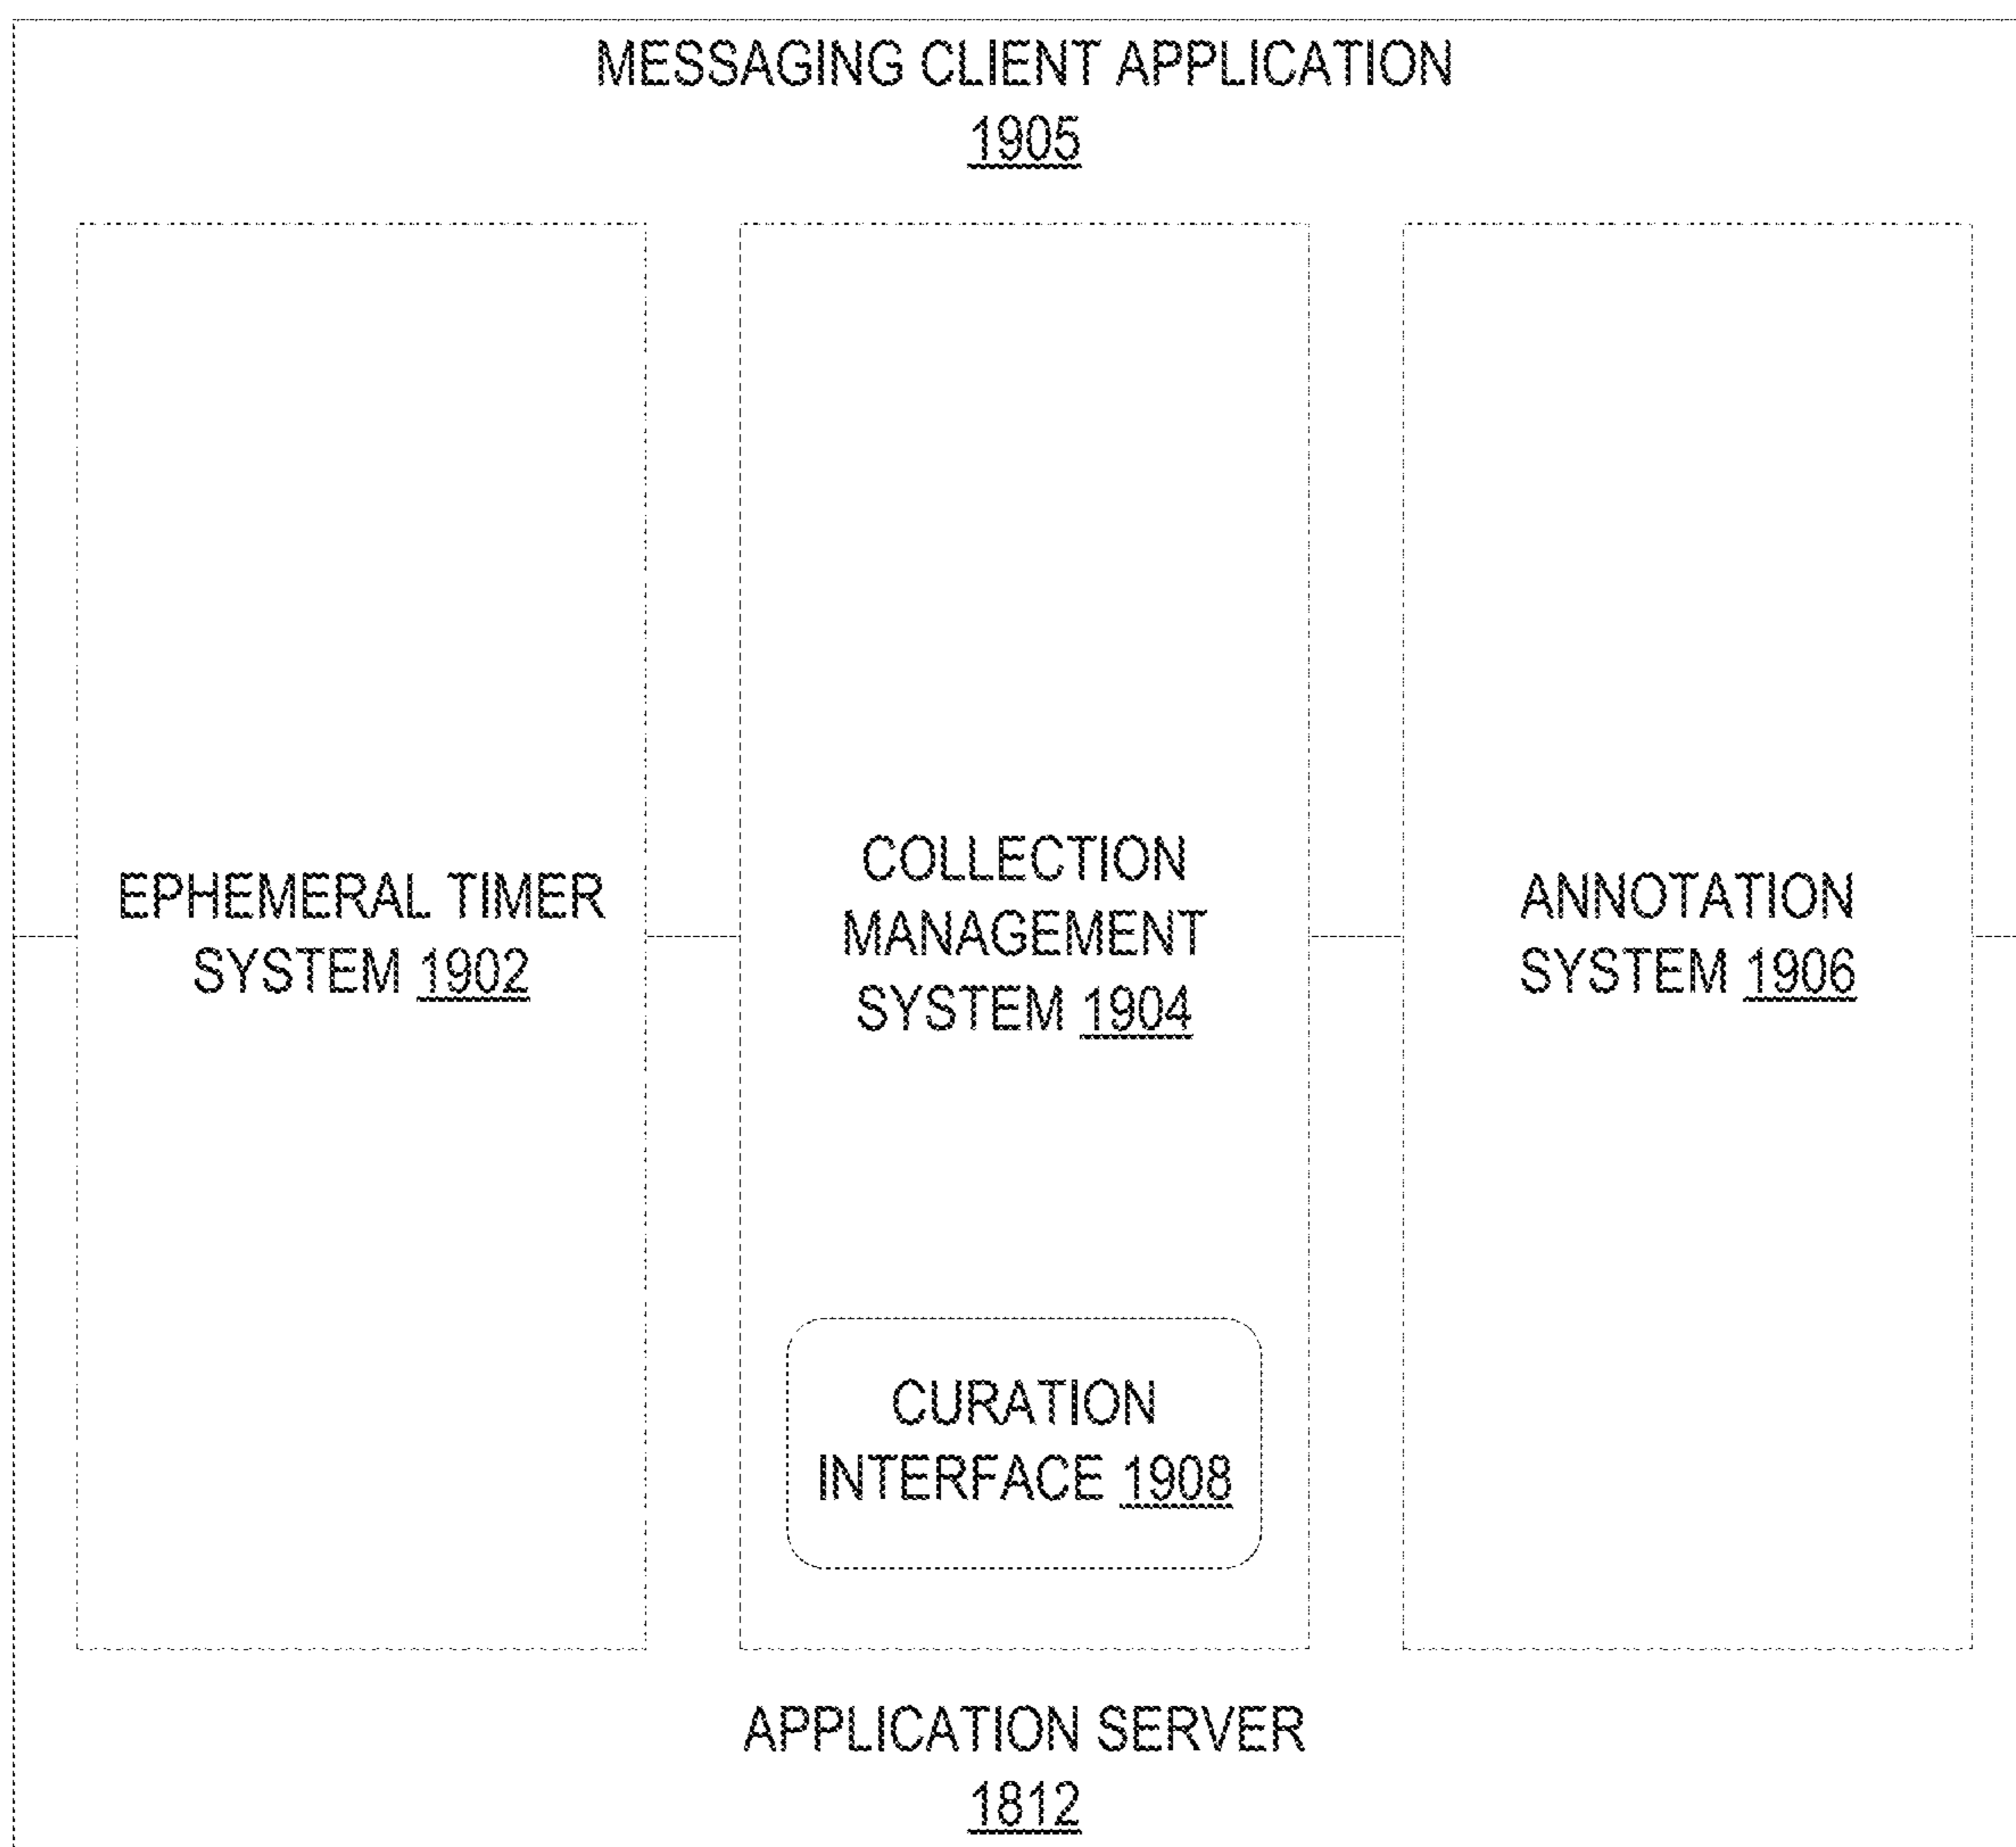 MESSAGING CLIENT APPLICATION
1905
EPHEMERAL TIMER
SYSTEM 1902
COLLECTION
MANAGEMENT
SYSTEM 1904
ANNOTATION
SYSTEM 1906
CURATION
INTERFACE 1908
APPLICATION SERVER
1812